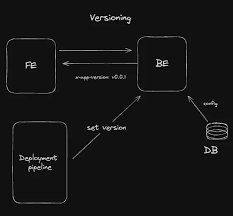 Versioning
FE
BE
x-app-version: v0.0.1
config
set version
DB
Deployment
pipeline